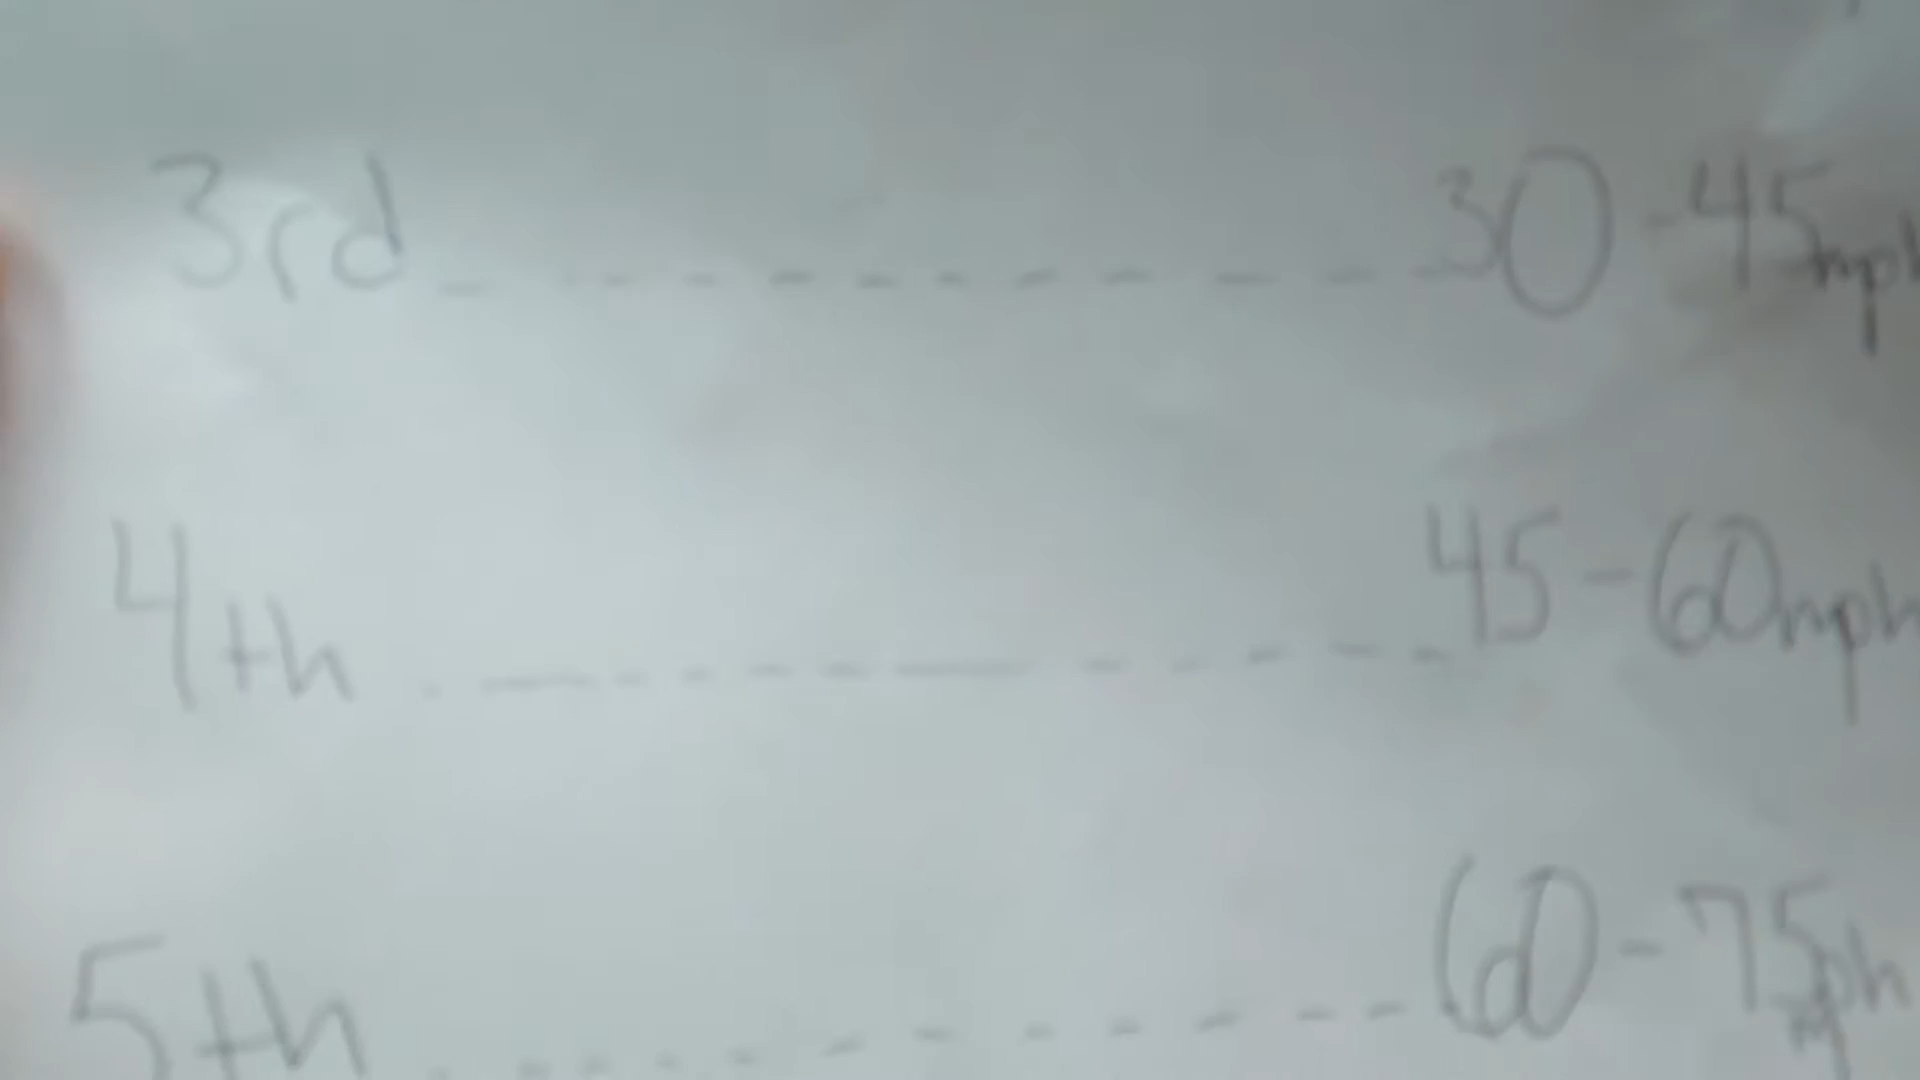 3rd - - - - - - - - - - - 30-45mph
4th - - - - - - - - - - - 45-60mph
5th - - - - - - - - - - - 60-75mph